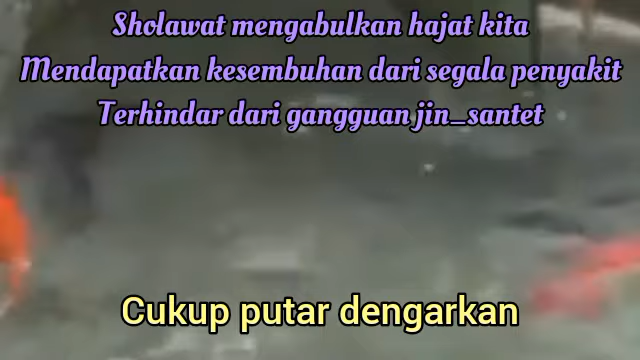 Sholawat mengabulkan hajat kita
Mendapatkan kesembuhan dari segala penyakit
Terhindar dari gangguan jin_santet
Cukup putar dengarkan